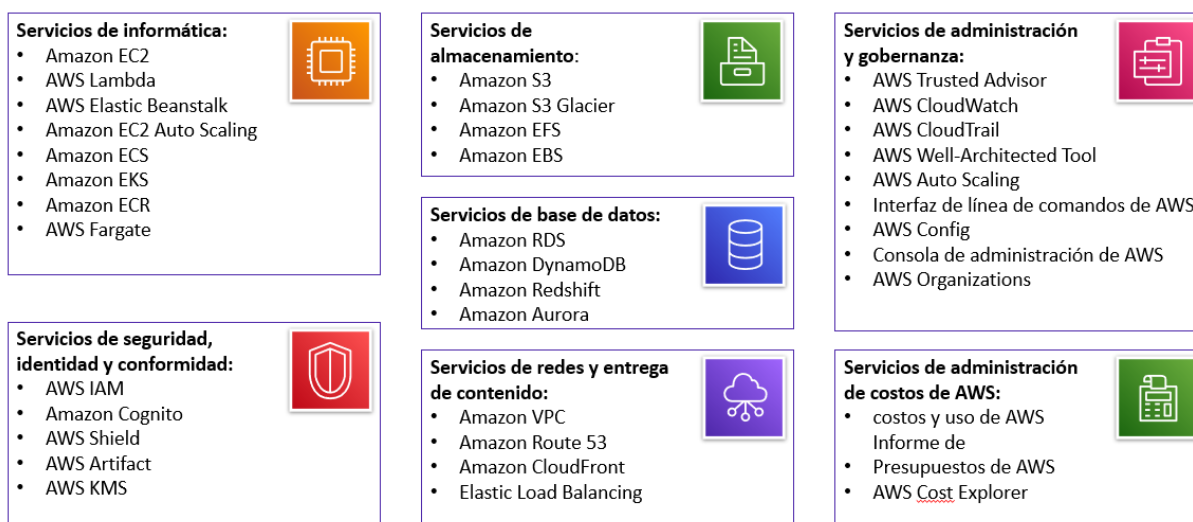 Servicios de informática:
• Amazon EC2
• AWS Lambda
• AWS Elastic Beanstalk
• Amazon EC2 Auto Scaling
• Amazon ECS
• Amazon EKS
• Amazon ECR
• AWS Fargate
Servicios de seguridad,
identidad y conformidad:
• AWS IAM
• Amazon Cognito
• AWS Shield
• AWS Artifact
• AWS KMS
Servicios de
almacenamiento:
• Amazon S3
• Amazon S3 Glacier
• Amazon EFS
• Amazon EBS
Servicios de base de datos:
• Amazon RDS
• Amazon DynamoDB
• Amazon Redshift
• Amazon Aurora
Servicios de redes y entrega
de contenido:
• Amazon VPC
• Amazon Route 53
• Amazon CloudFront
• Elastic Load Balancing
Servicios de administración
y gobernanza:
• AWS Trusted Advisor
• AWS CloudWatch
• AWS CloudTrail
• AWS Well-Architected Tool
• AWS Auto Scaling
• Interfaz de línea de comandos de AWS
• AWS Config
• Consola de administración de AWS
• AWS Organizations
Servicios de administración
de costos de AWS:
• costos y uso de AWS
Informe de
• Presupuestos de AWS
• AWS Cost Explorer